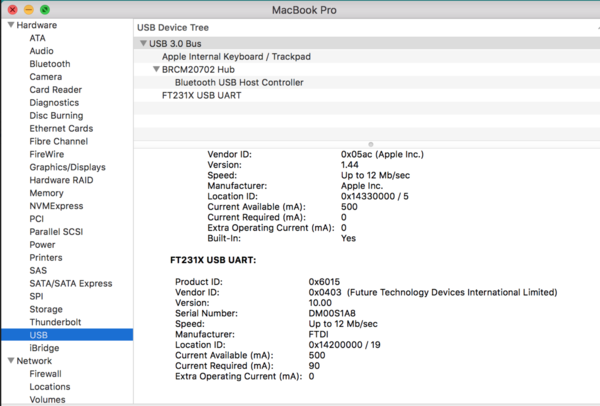 MacBook Pro
Hardware
ATA
Audio
Bluetooth
Camera
Card Reader
Diagnostics
Disc Burning
Ethernet Cards
Fibre Channel
FireWire
Graphics/Displays
Hardware RAID
Memory
NVMExpress
PCI
Parallel SCSI
Power
Printers
SAS
SATA/SATA Express
SPI
Storage
Thunderbolt
USB
iBridge
Network
Firewall
Locations
Volumes
USB Device Tree
USB 3.0 Bus
Apple Internal Keyboard / Trackpad
BRCM20702 Hub
Bluetooth USB Host Controller
FT231X USB UART
Vendor ID: 0x05ac (Apple Inc.)
Version: 1.44
Speed: Up to 12 Mb/sec
Manufacturer: Apple Inc.
Location ID: 0x14330000 / 5
Current Available (mA): 500
Current Required (mA): 0
Extra Operating Current (mA): 0
Built-In: Yes
FT231X USB UART:
Product ID: 0x6015
Vendor ID: 0x0403 (Future Technology Devices International Limited)
Version: 10.00
Serial Number: DM00S1A8
Speed: Up to 12 Mb/sec
Manufacturer: FTDI
Location ID: 0x14200000 / 19
Current Available (mA): 500
Current Required (mA): 90
Extra Operating Current (mA): 0